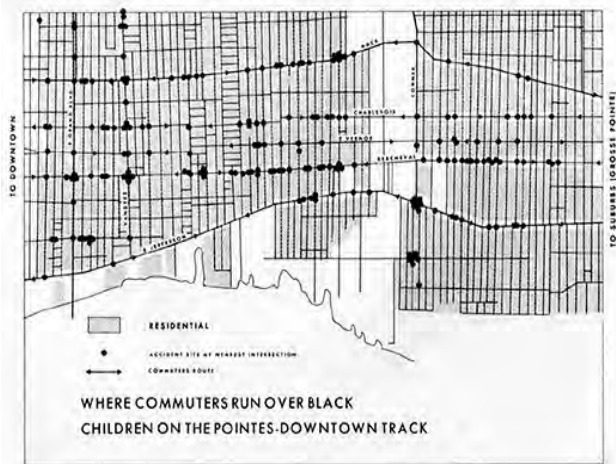 MACK
CONNER
CHARLEVOIX
E VERNOR
KERCHEVAL
E JEFFERSON
TO DOWNTOWN
TO SUBURB (GROSSE POINTE)
RESIDENTIAL
ACCIDENT SITE AT NEAREST INTERSECTION
COMMUTERS ROUTE
WHERE COMMUTERS RUN OVER BLACK
CHILDREN ON THE POINTES-DOWNTOWN TRACK